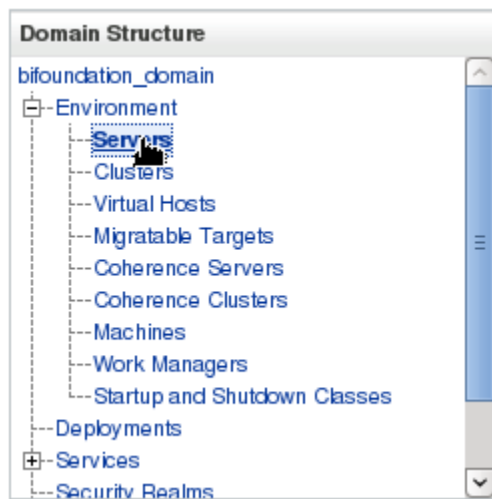 Domain Structure
bifoundation_domain
Environment
Servers
Clusters
Virtual Hosts
Migratable Targets
Coherence Servers
Coherence Clusters
Machines
Work Managers
Startup and Shutdown Classes
Deployments
Services
Security Realms